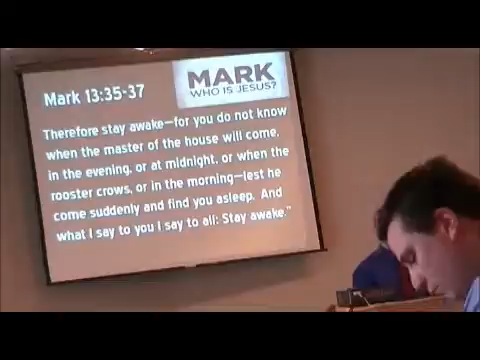 Mark 13:35-37
MARK
WHO IS JESUS?
Therefore stay awake—for you do not know
when the master of the house will come,
in the evening, or at midnight, or when the
rooster crows, or in the morning—lest he
come suddenly and find you asleep. And
what I say to you I say to all: Stay awake.”